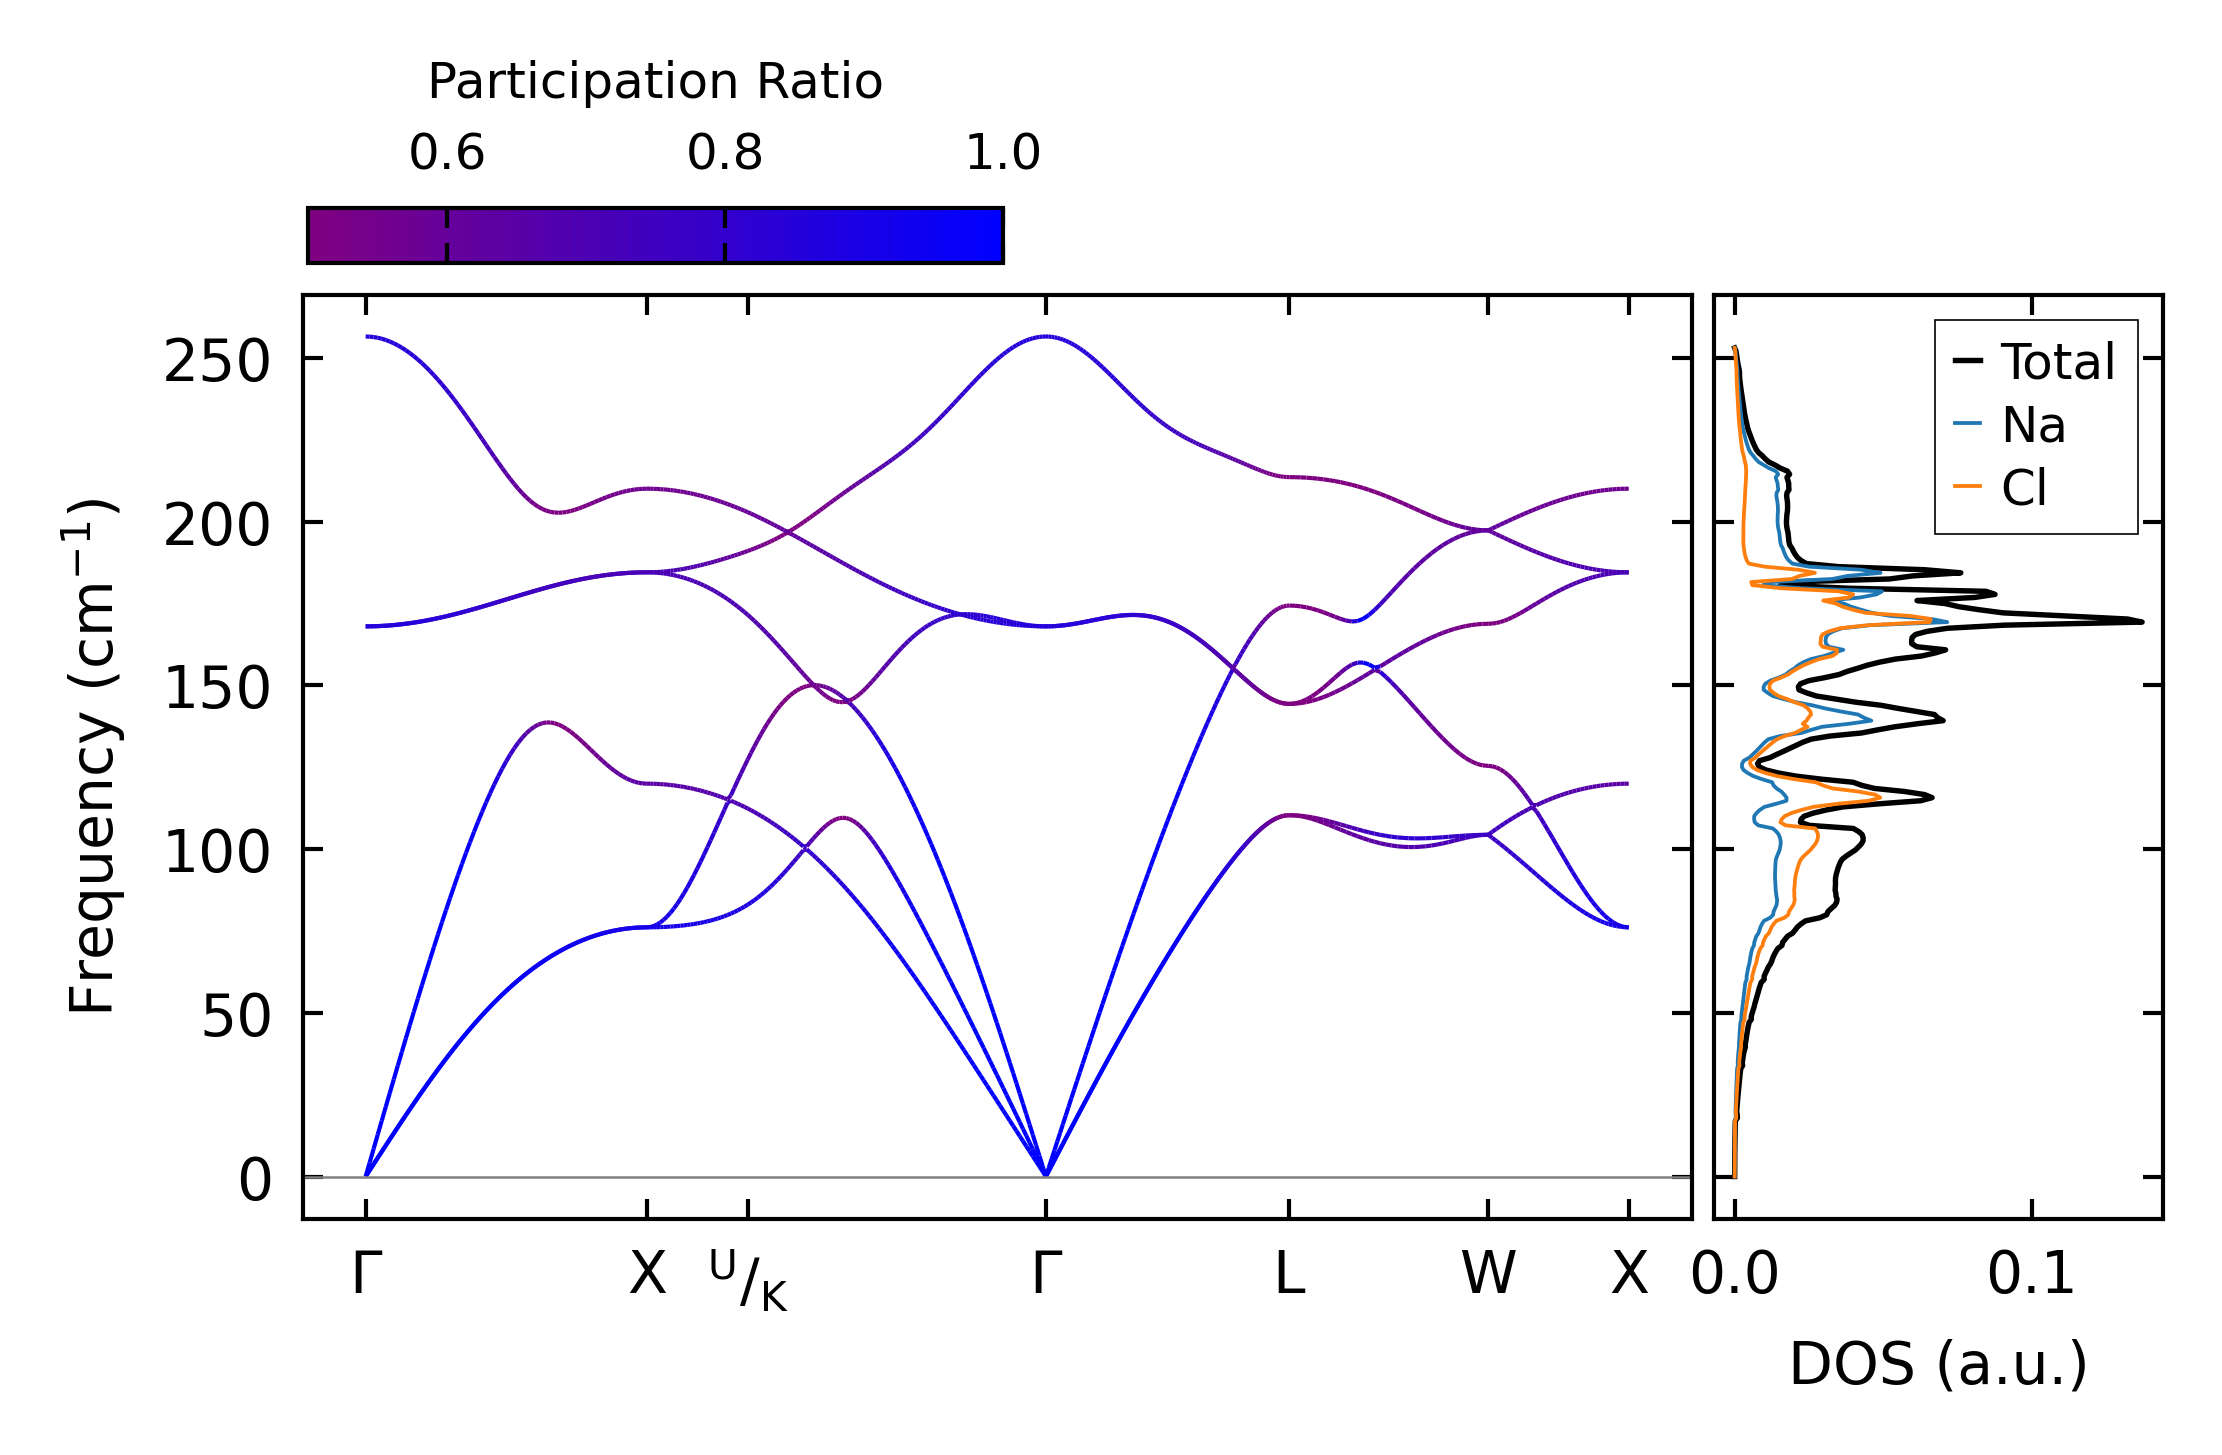 Participation Ratio
0.6 0.8 1.0
Frequency (cm⁻¹)
250
200
150
100
50
0
Γ X ᵁ/K Γ L W X
Total
Na
Cl
0.0 0.1
DOS (a.u.)